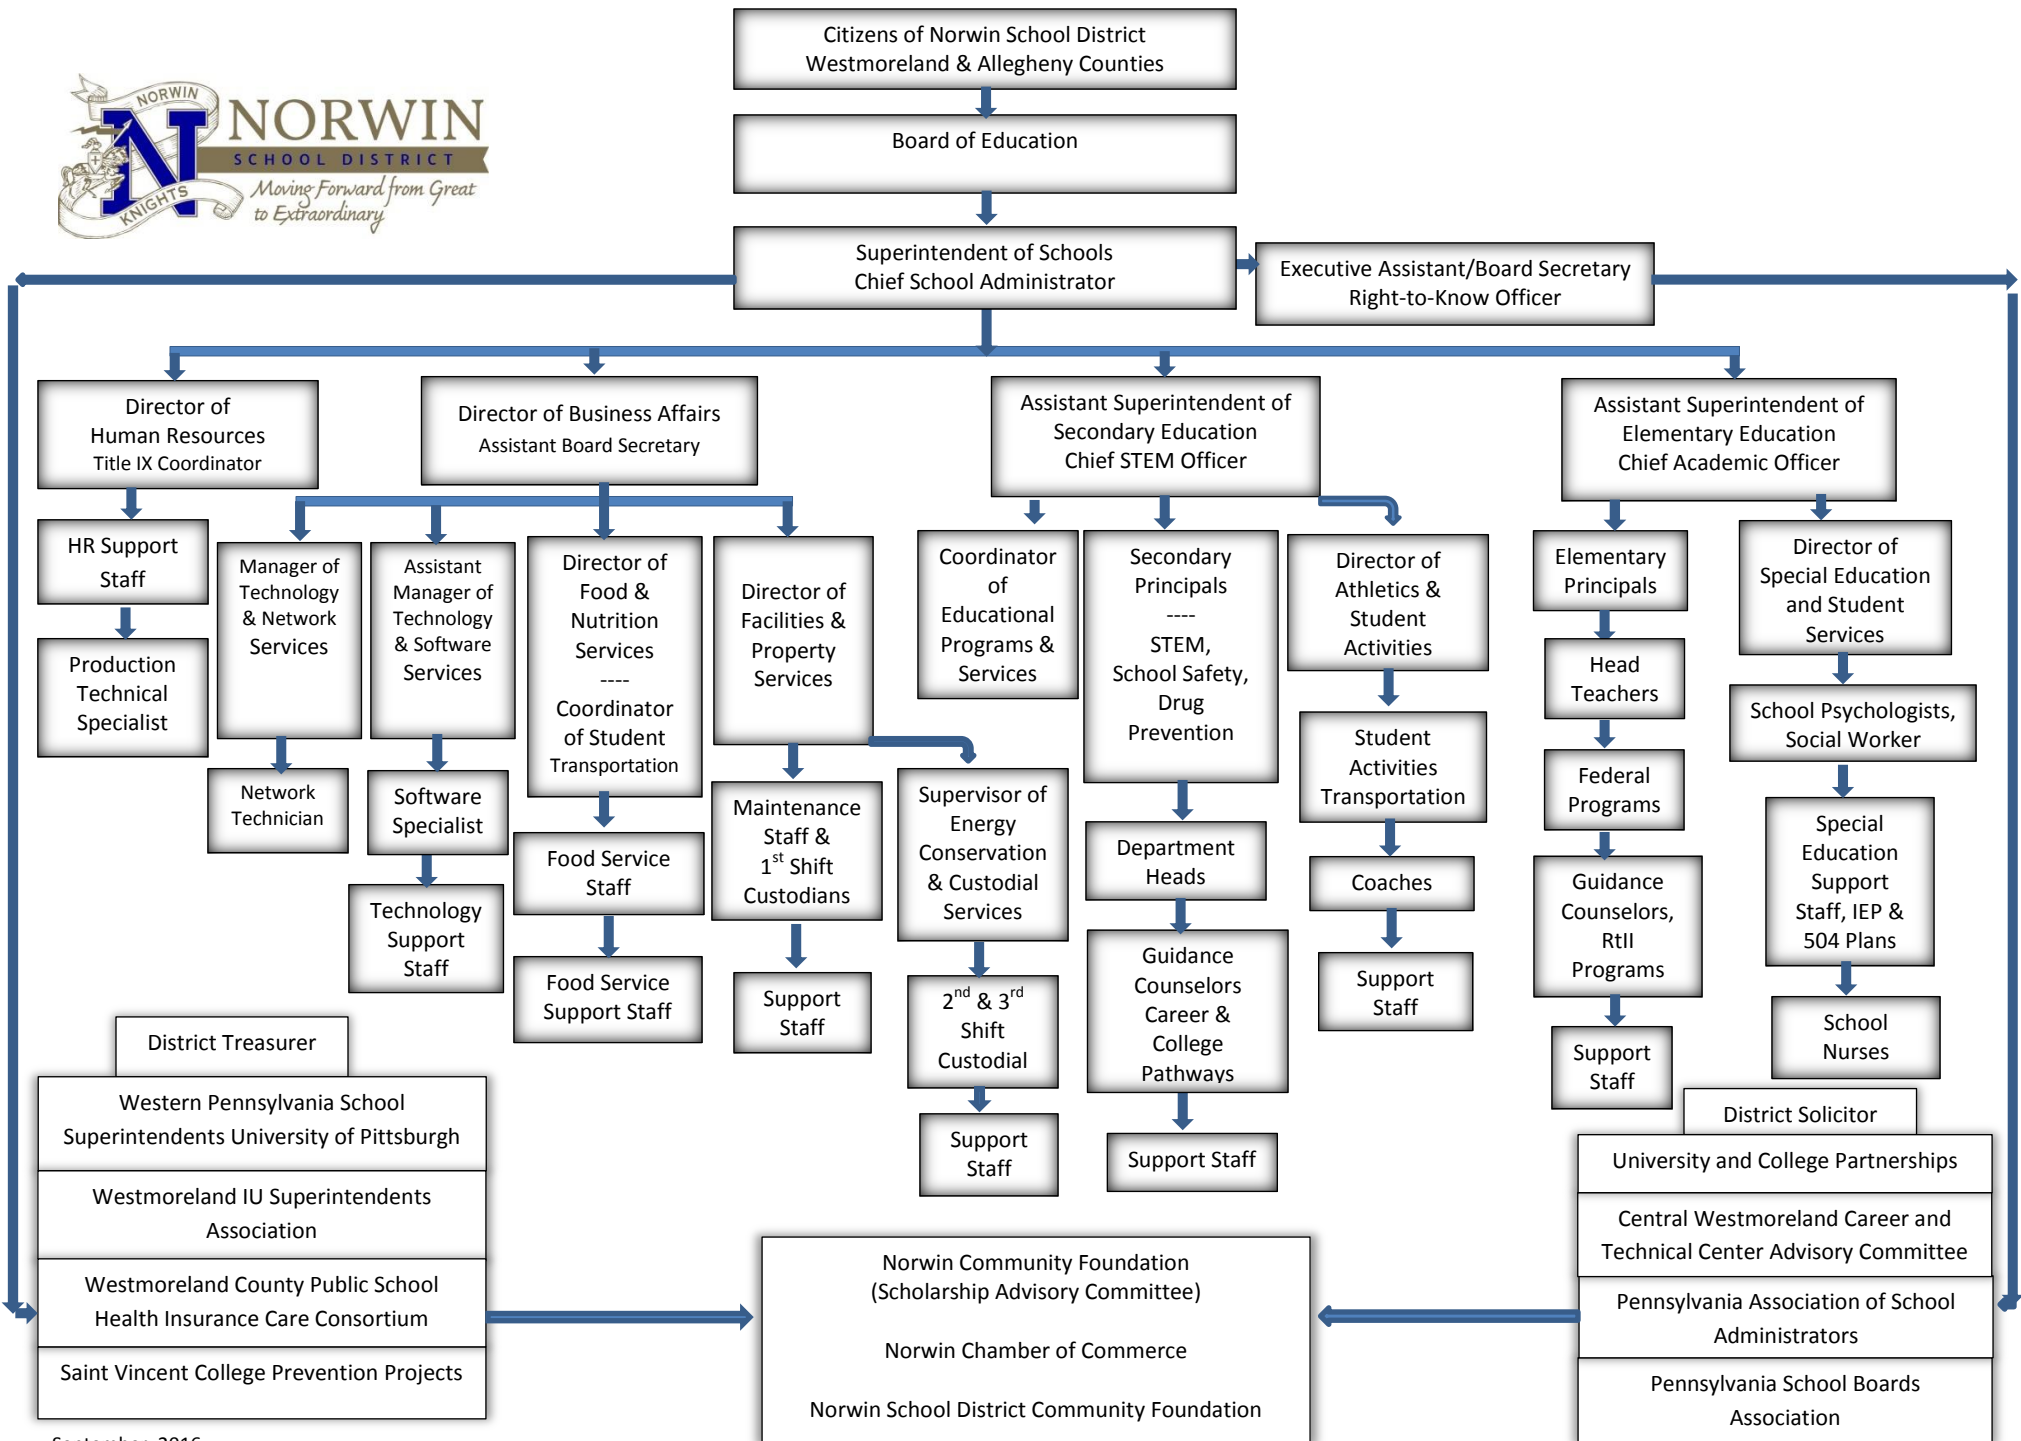 Citizens of Norwin School District
Westmoreland & Allegheny Counties
NORWIN
KNIGHTS
NORWIN
SCHOOL DISTRICT
Moving Forward from Great
to Extraordinary
Board of Education
Superintendent of Schools
Chief School Administrator
Executive Assistant/Board Secretary
Right-to-Know Officer
Director of
Human Resources
Title IX Coordinator
Director of Business Affairs
Assistant Board Secretary
Assistant Superintendent of
Secondary Education
Chief STEM Officer
Assistant Superintendent of
Elementary Education
Chief Academic Officer
HR Support
Staff
Production
Technical
Specialist
Manager of
Technology
& Network
Services
Network
Technician
Assistant
Manager of
Technology
& Software
Services
Software
Specialist
Technology
Support
Staff
Director of
Food &
Nutrition
Services
----
Coordinator
of Student
Transportation
Food Service
Staff
Food Service
Support Staff
Director of
Facilities &
Property
Services
Maintenance
Staff &
1st Shift
Custodians
Support
Staff
Supervisor of
Energy
Conservation
& Custodial
Services
2nd & 3rd
Shift
Custodial
Support
Staff
Coordinator
of
Educational
Programs &
Services
Secondary
Principals
----
STEM,
School Safety,
Drug
Prevention
Department
Heads
Guidance
Counselors
Career &
College
Pathways
Support Staff
Director of
Athletics &
Student
Activities
Student
Activities
Transportation
Coaches
Support
Staff
Elementary
Principals
Head
Teachers
Federal
Programs
Guidance
Counselors,
RtII
Programs
Support
Staff
Director of
Special Education
and Student
Services
School Psychologists,
Social Worker
Special
Education
Support
Staff, IEP &
504 Plans
School
Nurses
District Treasurer
Western Pennsylvania School
Superintendents University of Pittsburgh
Westmoreland IU Superintendents
Association
Westmoreland County Public School
Health Insurance Care Consortium
Saint Vincent College Prevention Projects
Norwin Community Foundation
(Scholarship Advisory Committee)
Norwin Chamber of Commerce
Norwin School District Community Foundation
District Solicitor
University and College Partnerships
Central Westmoreland Career and
Technical Center Advisory Committee
Pennsylvania Association of School
Administrators
Pennsylvania School Boards
Association